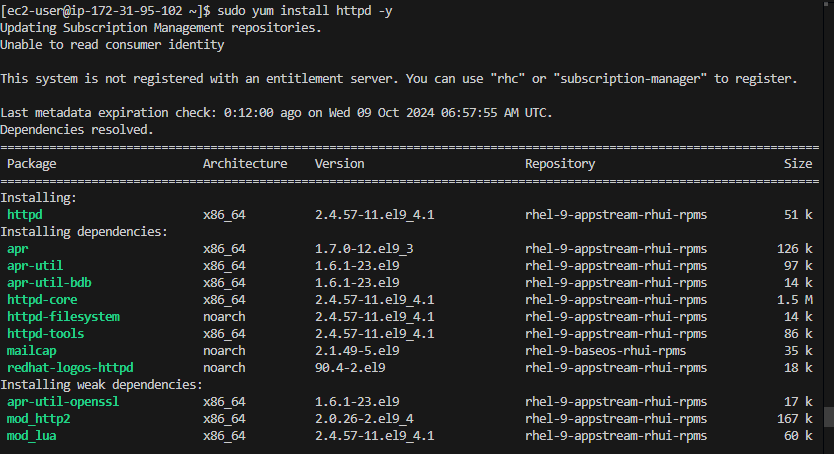 [ec2-user@ip-172-31-95-102 ~]$ sudo yum install httpd -y
Updating Subscription Management repositories.
Unable to read consumer identity
This system is not registered with an entitlement server. You can use "rhc" or "subscription-manager" to register.
Last metadata expiration check: 0:12:00 ago on Wed 09 Oct 2024 06:57:55 AM UTC.
Dependencies resolved.
Package Architecture Version Repository Size
Installing:
httpd x86_64 2.4.57-11.el9_4.1 rhel-9-appstream-rhui-rpms 51 k
Installing dependencies:
apr x86_64 1.7.0-12.el9_3 rhel-9-appstream-rhui-rpms 126 k
apr-util x86_64 1.6.1-23.el9 rhel-9-appstream-rhui-rpms 97 k
apr-util-bdb x86_64 1.6.1-23.el9 rhel-9-appstream-rhui-rpms 14 k
httpd-core x86_64 2.4.57-11.el9_4.1 rhel-9-appstream-rhui-rpms 1.5 M
httpd-filesystem noarch 2.4.57-11.el9_4.1 rhel-9-appstream-rhui-rpms 14 k
httpd-tools x86_64 2.4.57-11.el9_4.1 rhel-9-appstream-rhui-rpms 86 k
mailcap noarch 2.1.49-5.el9 rhel-9-baseos-rhui-rpms 35 k
redhat-logos-httpd noarch 90.4-2.el9 rhel-9-appstream-rhui-rpms 18 k
Installing weak dependencies:
apr-util-openssl x86_64 1.6.1-23.el9 rhel-9-appstream-rhui-rpms 17 k
mod_http2 x86_64 2.0.26-2.el9_4 rhel-9-appstream-rhui-rpms 167 k
mod_lua x86_64 2.4.57-11.el9_4.1 rhel-9-appstream-rhui-rpms 60 k